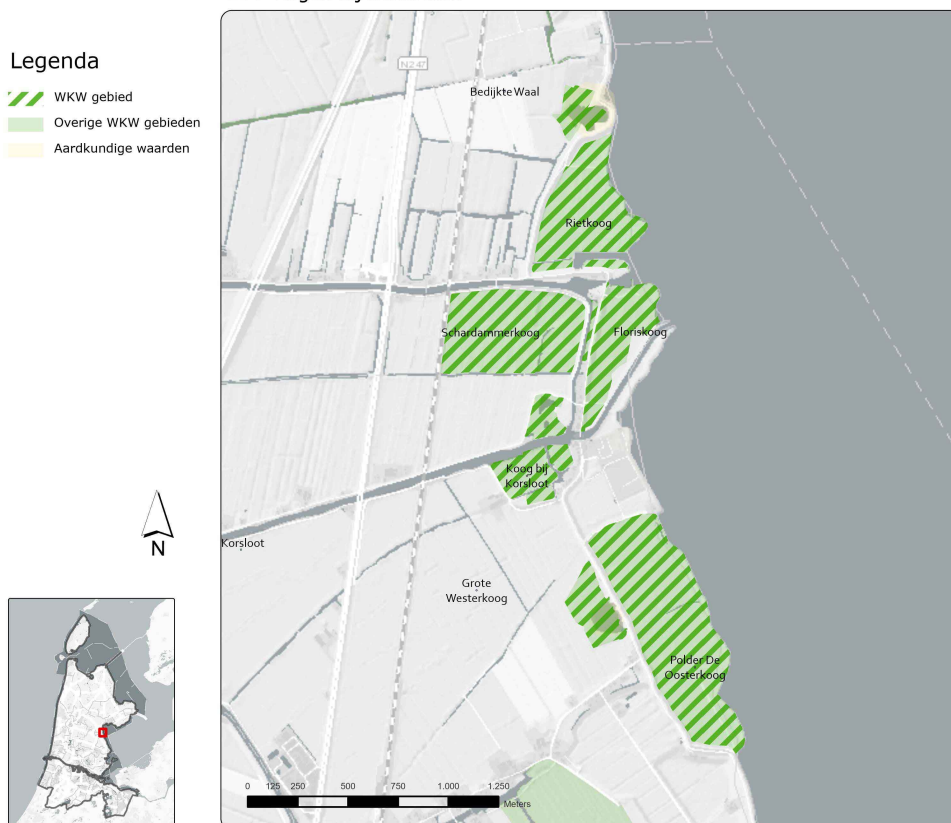 Legenda
WKW gebied
Overige WKW gebieden
Aardkundige waarden
N247
Bedijkte Waal
Rietkoog
Schardammerkoog
Floriskoog
Koog bij
Korsloot
Korsloot
Grote
Westerkoog
Polder De
Oosterkoog
N
0 125 250 500 750 1.000 1.250
Meters